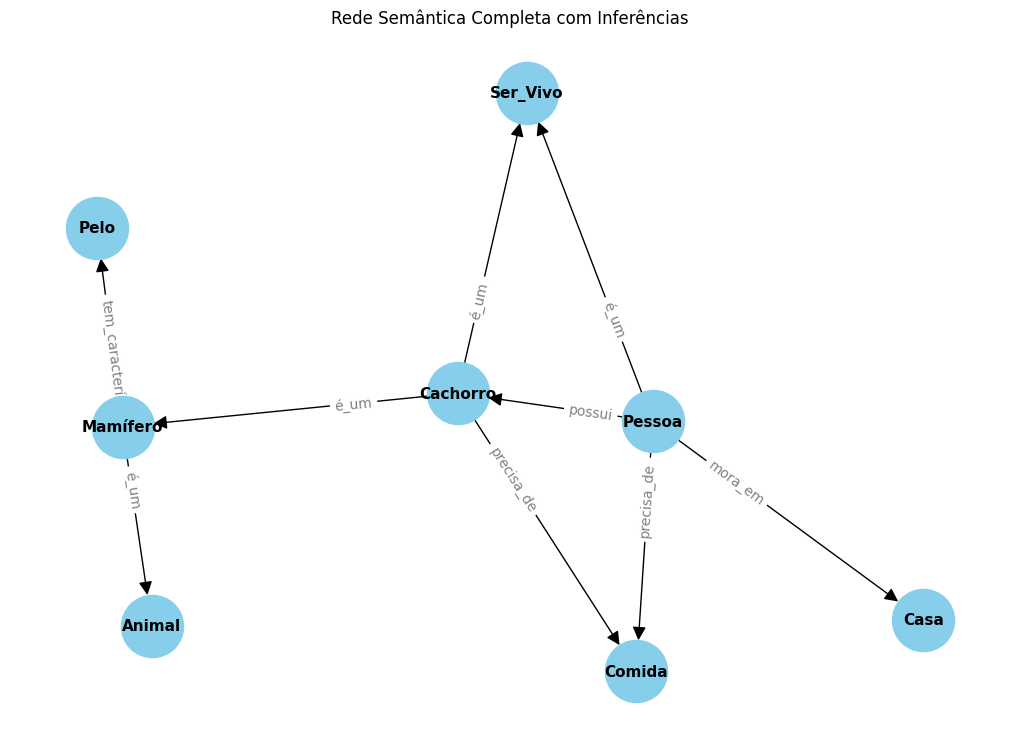 Rede Semântica Completa com Inferências
Ser_Vivo
Pelo
é_um
é_um
tem_caracterí
Cachorro
é_um
possui
Pessoa
Mamífero
precisa_de
mora_em
é_um
precisa_de
Animal
Casa
Comida